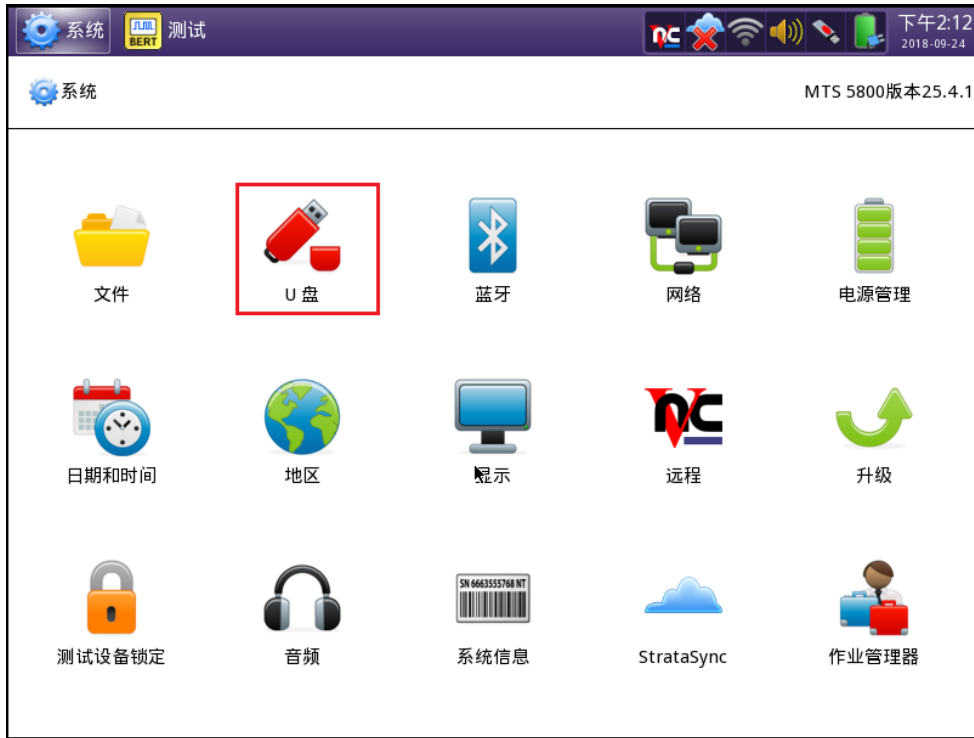 系统 BERT 测试 VNC 下午2:12
2018-09-24
系统 MTS 5800版本25.4.1
文件 U 盘 蓝牙 网络 电源管理
VNC
日期和时间 地区 显示 远程 升级
SN 6663555768 NT
测试设备锁定 音频 系统信息 StrataSync 作业管理器